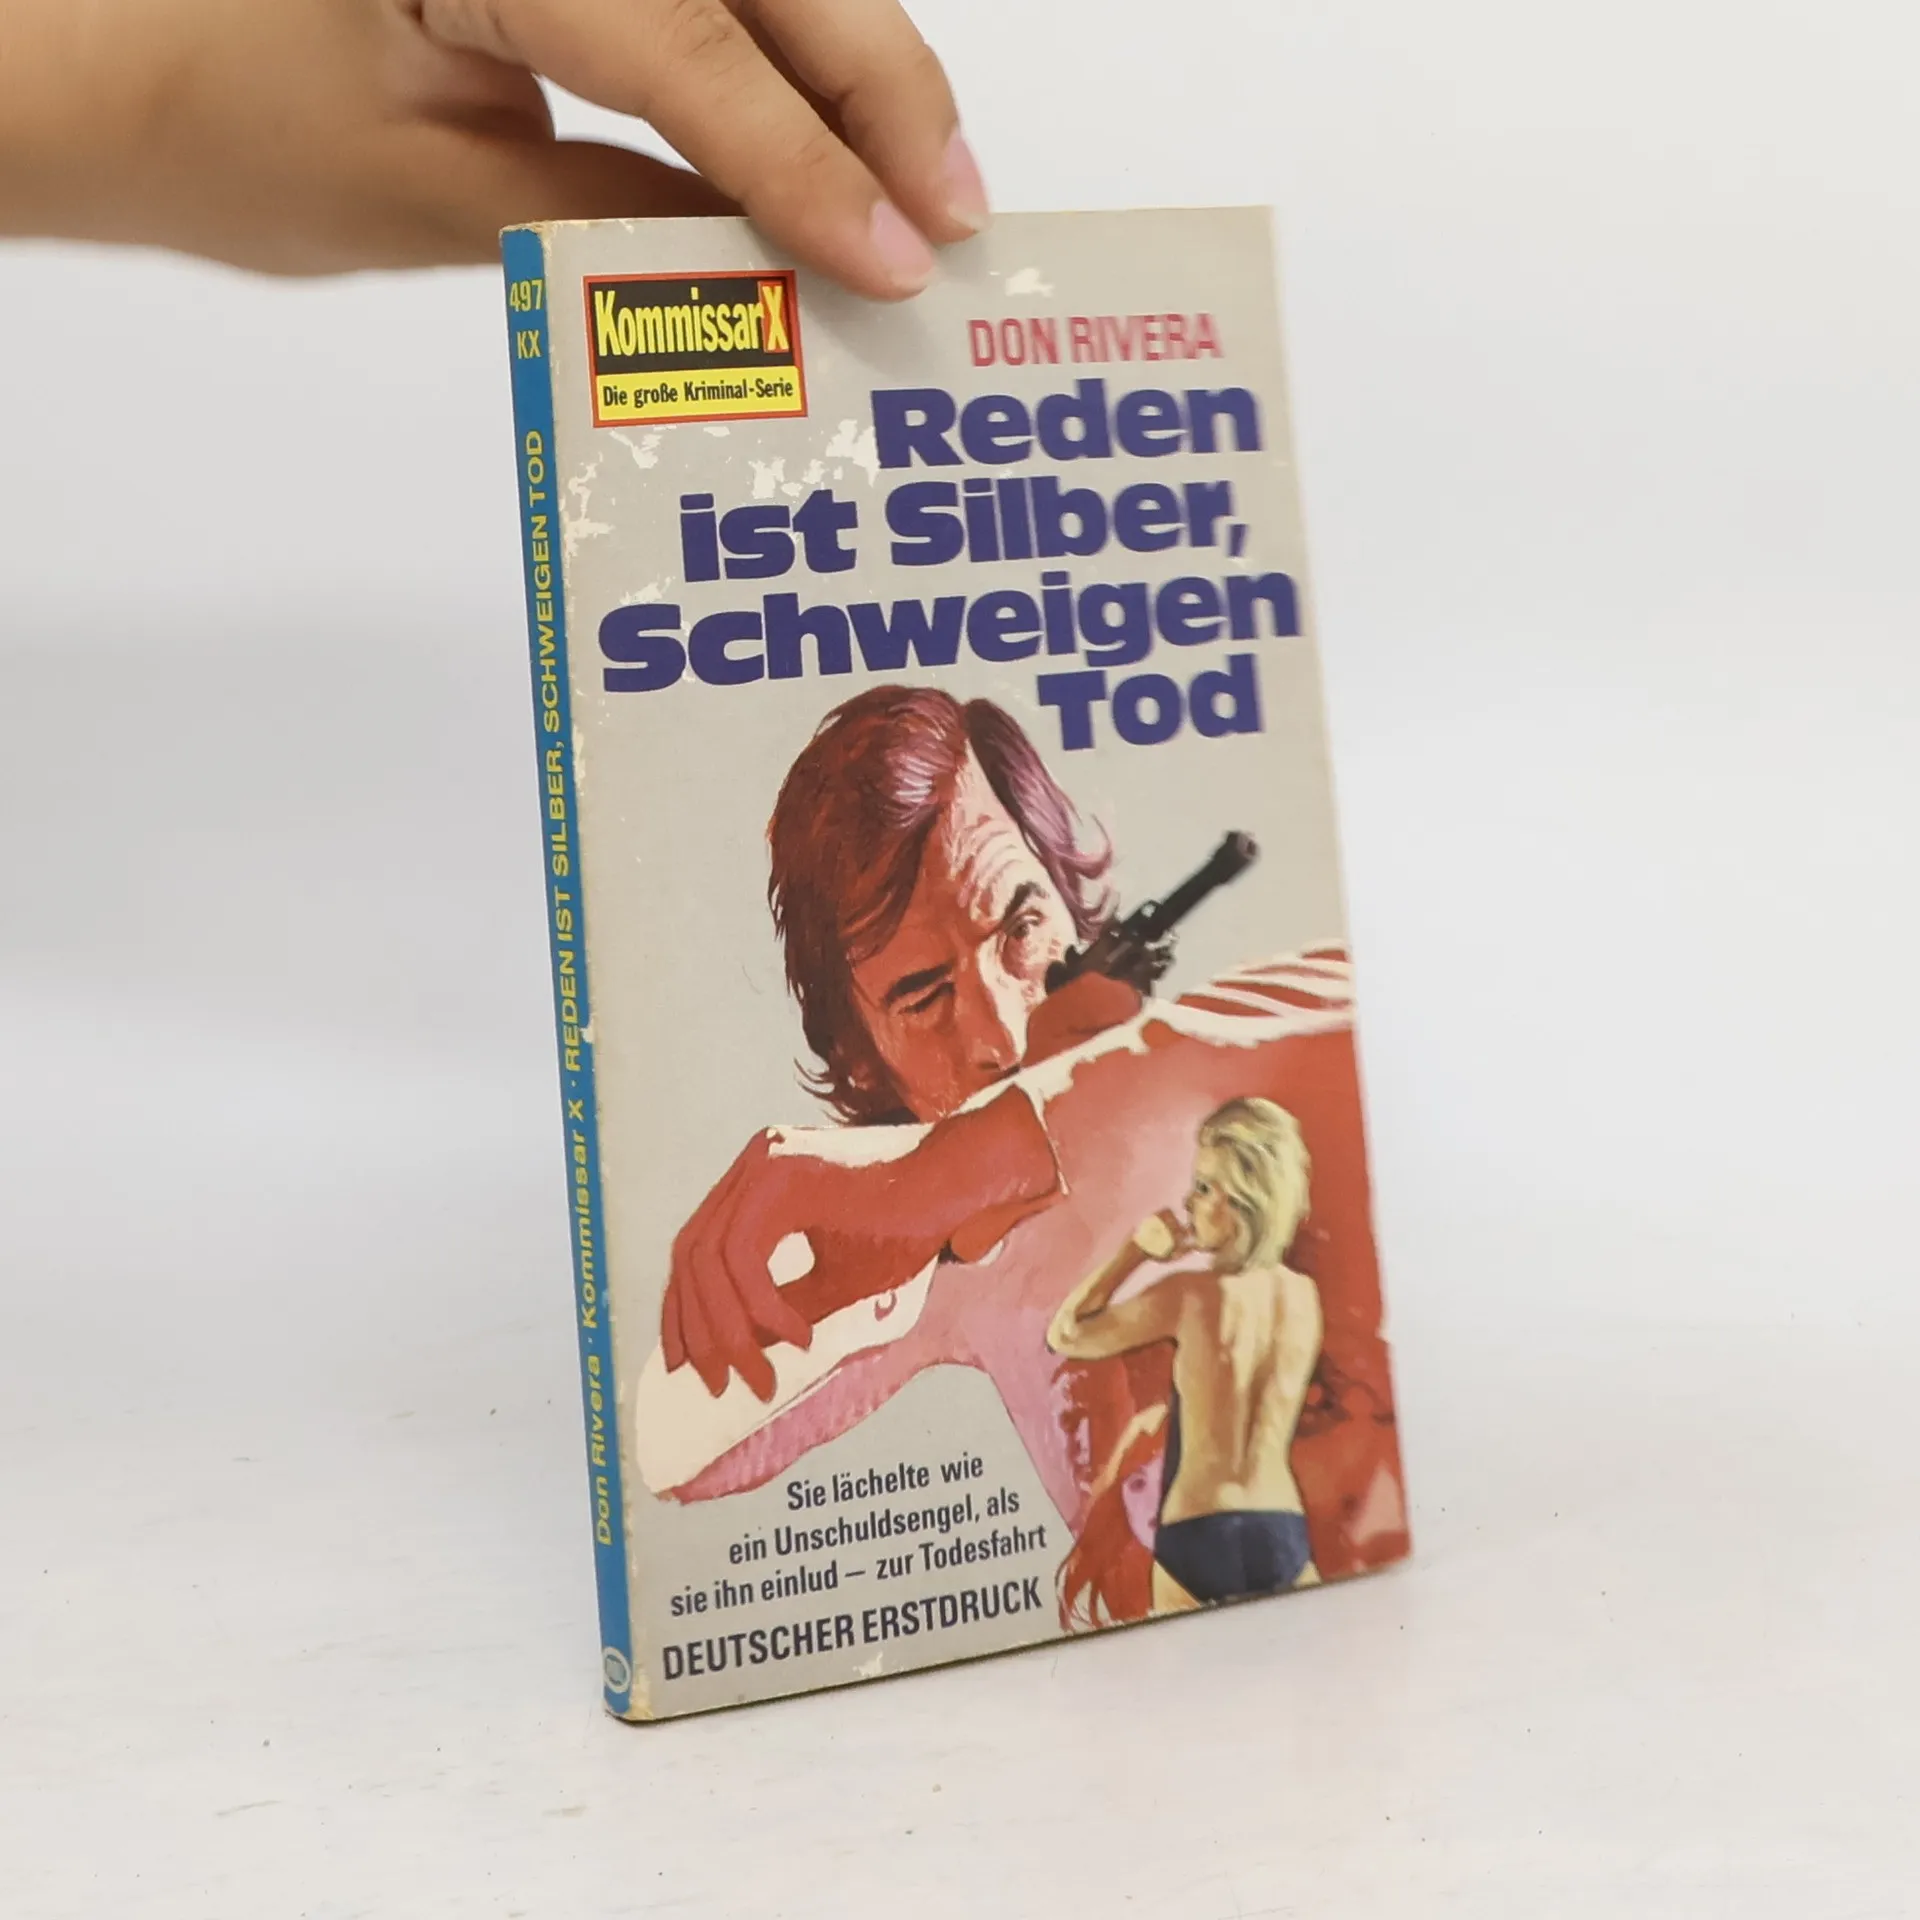 497
KX
Don Rivera · Kommissar X · REDEN IST SILBER, SCHWEIGEN TOD
KommissarX
Die große Kriminal-Serie
DON RIVERA
Reden
ist Silber,
Schweigen
Tod
Sie lächelte wie
ein Unschuldsengel, als
sie ihn einlud – zur Todesfahrt
DEUTSCHER ERSTDRUCK